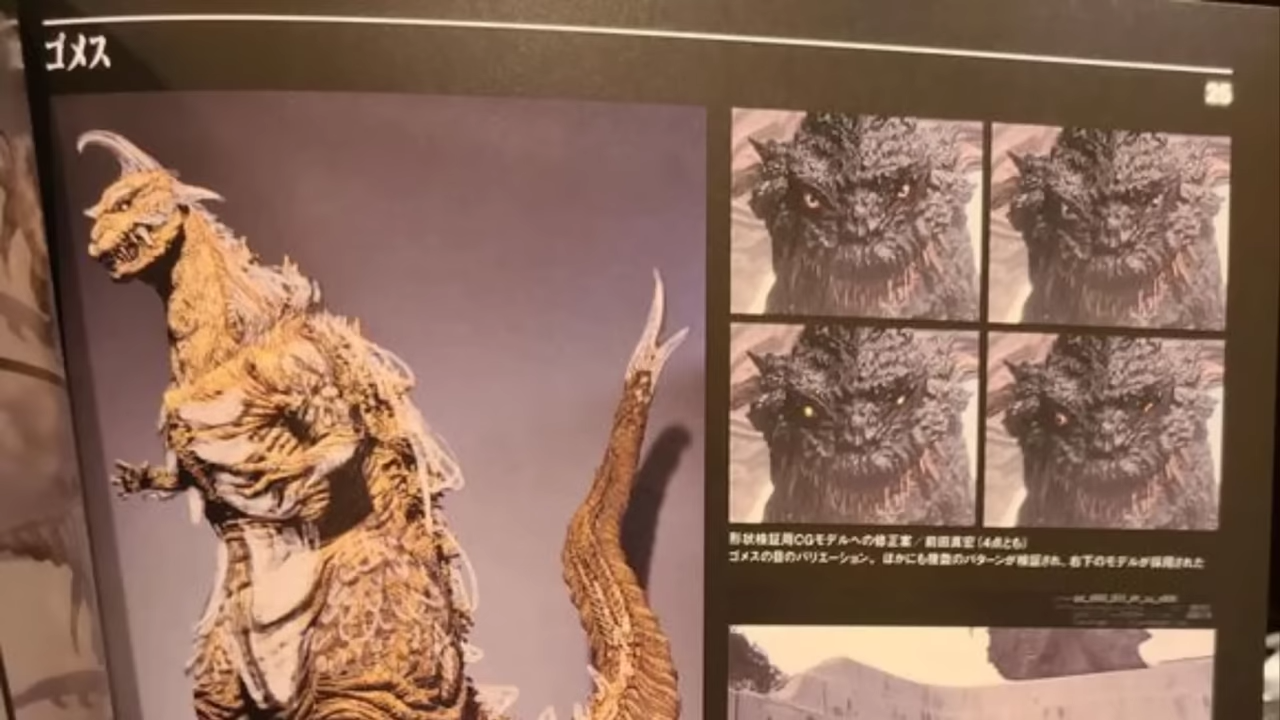 ゴメス
25
形状検証用CGモデルへの修正案／前田真宏(4点とも)
ゴメスの目のバリエーション。ほかにも複数のパターンが検証され、右下のモデルが採用された